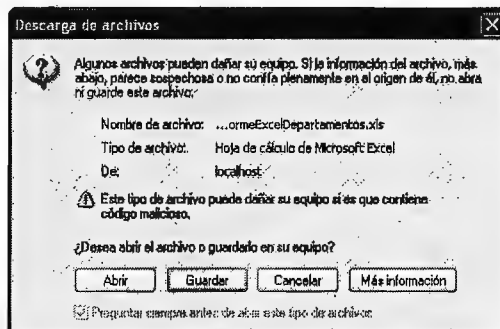 Descarga de archivos
Algunos archivos pueden dañar su equipo. Si la información del archivo, más
abajo, parece sospechosa o no confía plenamente en el origen de él, no abra
ni guarde este archivo.
Nombre de archivo: ...ormeExcelDepartamentos.xls
Tipo de archivo: Hoja de cálculo de Microsoft Excel
De: localhost
Este tipo de archivo puede dañar su equipo si es que contiene
código malicioso.
¿Desea abrir el archivo o guardarlo en su equipo?
Abrir Guardar Cancelar Más información
Preguntar siempre antes de abrir este tipo de archivos